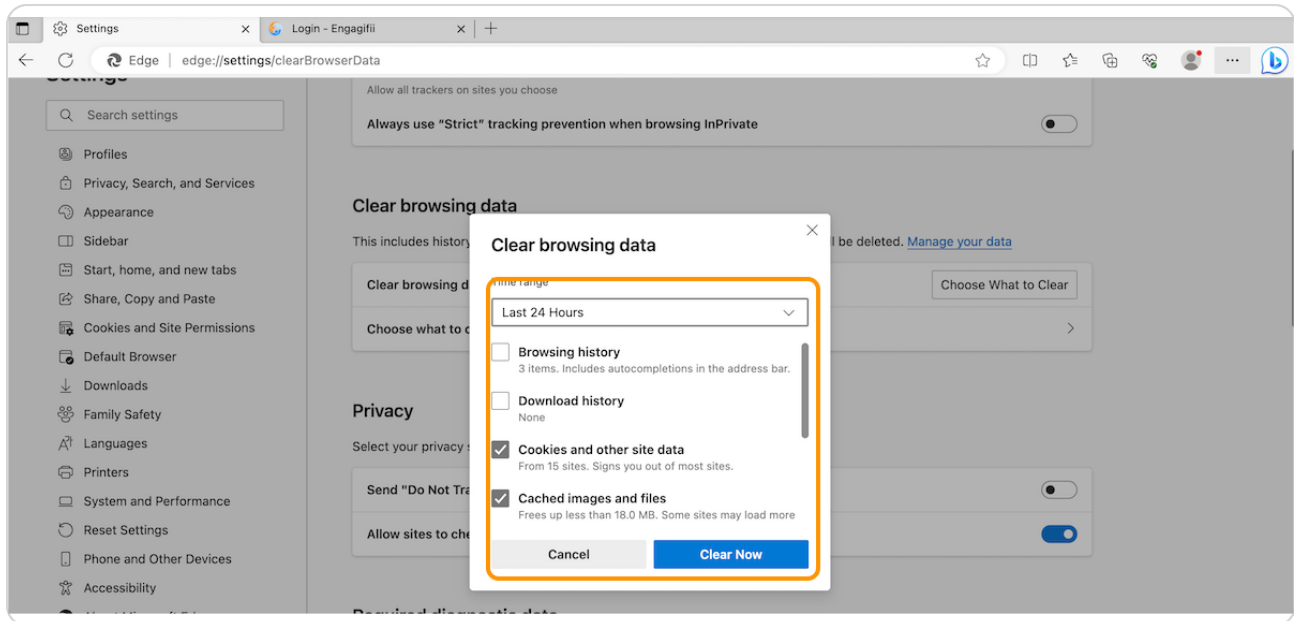 Settings
Login - Engagifii
Edge | edge://settings/clearBrowserData
Settings
Search settings
Profiles
Privacy, Search, and Services
Appearance
Sidebar
Start, home, and new tabs
Share, Copy and Paste
Cookies and Site Permissions
Default Browser
Downloads
Family Safety
Languages
Printers
System and Performance
Reset Settings
Phone and Other Devices
Accessibility
Allow all trackers on sites you choose
Always use "Strict" tracking prevention when browsing InPrivate
Clear browsing data
This includes history
l be deleted. Manage your data
Clear browsing d
Choose What to Clear
Choose what to c
Privacy
Select your privacy s
Send "Do Not Tra
Allow sites to che
Required diagnostic data
Clear browsing data
Time range
Last 24 Hours
Browsing history
3 items. Includes autocompletions in the address bar.
Download history
None
Cookies and other site data
From 15 sites. Signs you out of most sites.
Cached images and files
Frees up less than 18.0 MB. Some sites may load more
Cancel
Clear Now